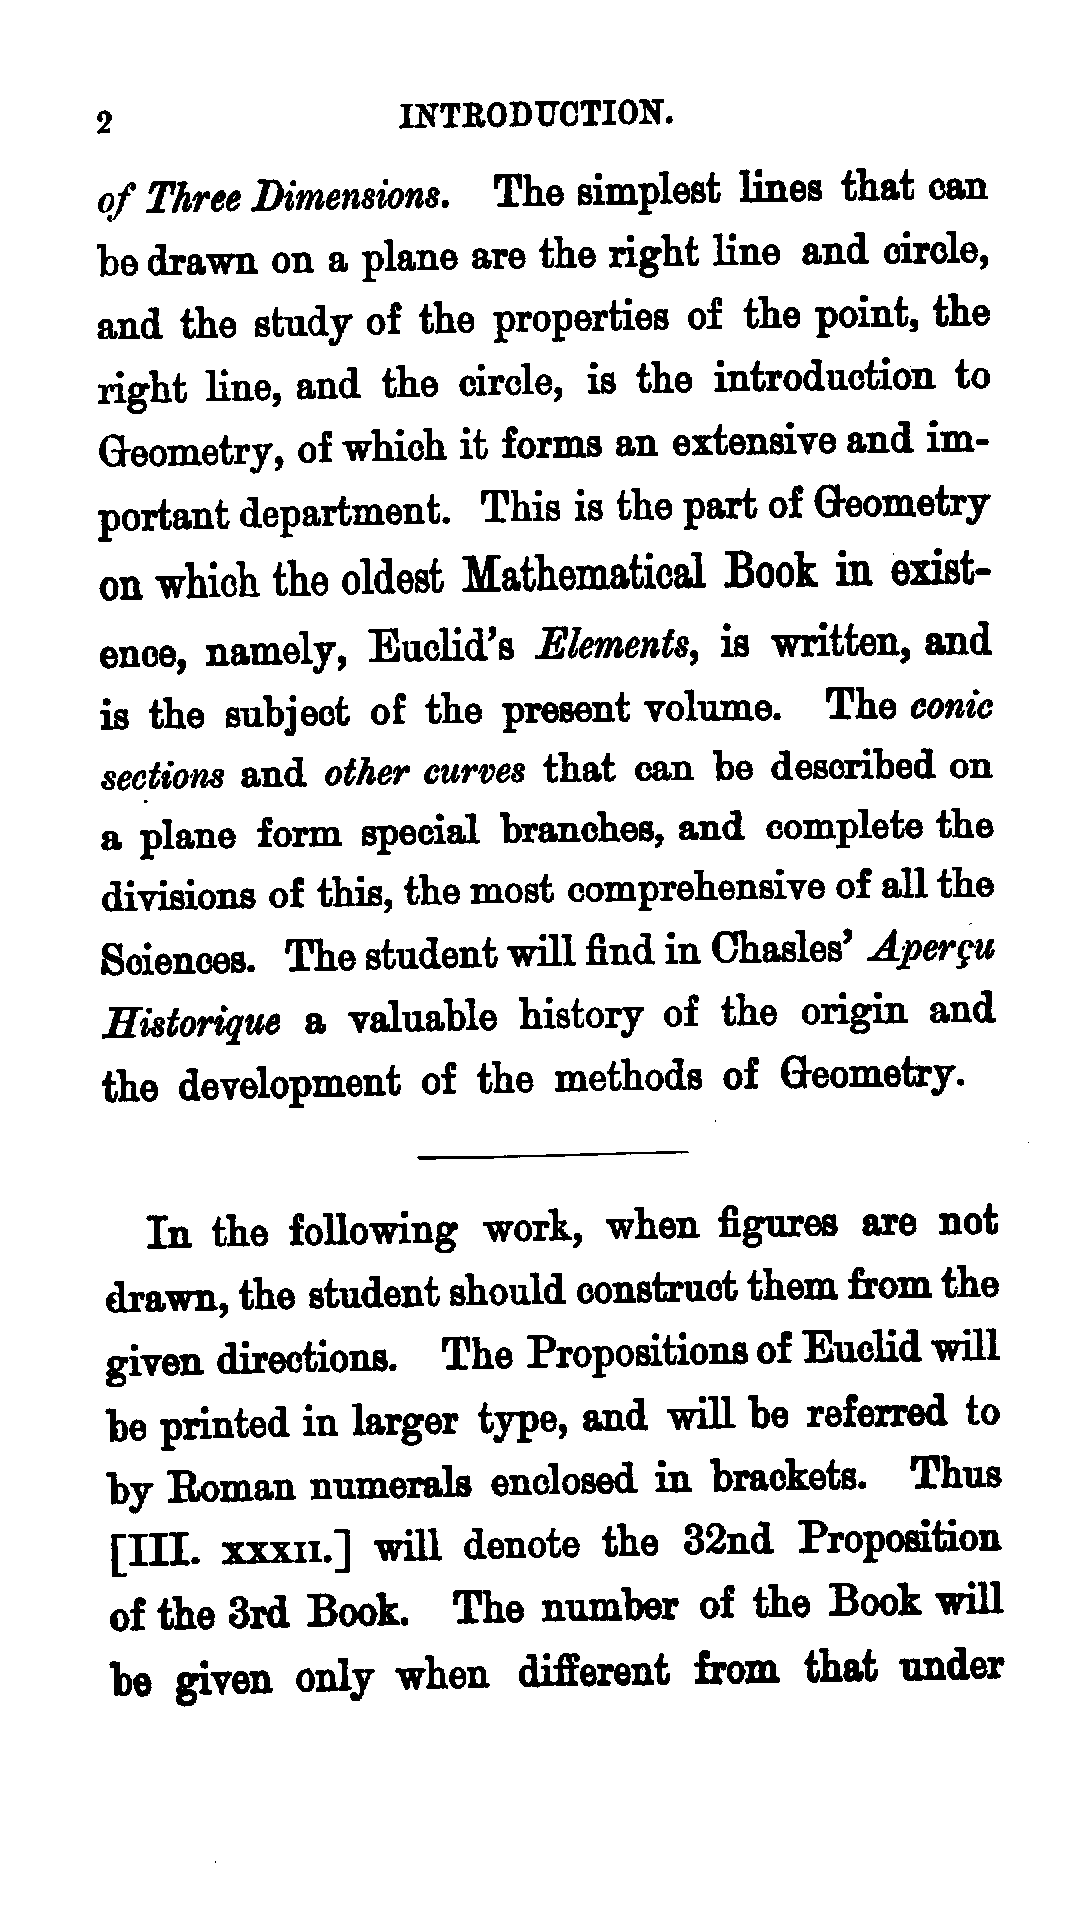 2 INTRODUCTION.
of Three Dimensions. The simplest lines that can
be drawn on a plane are the right line and circle,
and the study of the properties of the point, the
right line, and the circle, is the introduction to
Geometry, of which it forms an extensive and im-
portant department. This is the part of Geometry
on which the oldest Mathematical Book in exist-
ence, namely, Euclid's Elements, is written, and
is the subject of the present volume. The conic
sections and other curves that can be described on
a plane form special branches, and complete the
divisions of this, the most comprehensive of all the
Sciences. The student will find in Chasles' Aperçu
Historique a valuable history of the origin and
the development of the methods of Geometry.
In the following work, when figures are not
drawn, the student should construct them from the
given directions. The Propositions of Euclid will
be printed in larger type, and will be referred to
by Roman numerals enclosed in brackets. Thus
[III. XXXII.] will denote the 32nd Proposition
of the 3rd Book. The number of the Book will
be given only when different from that under